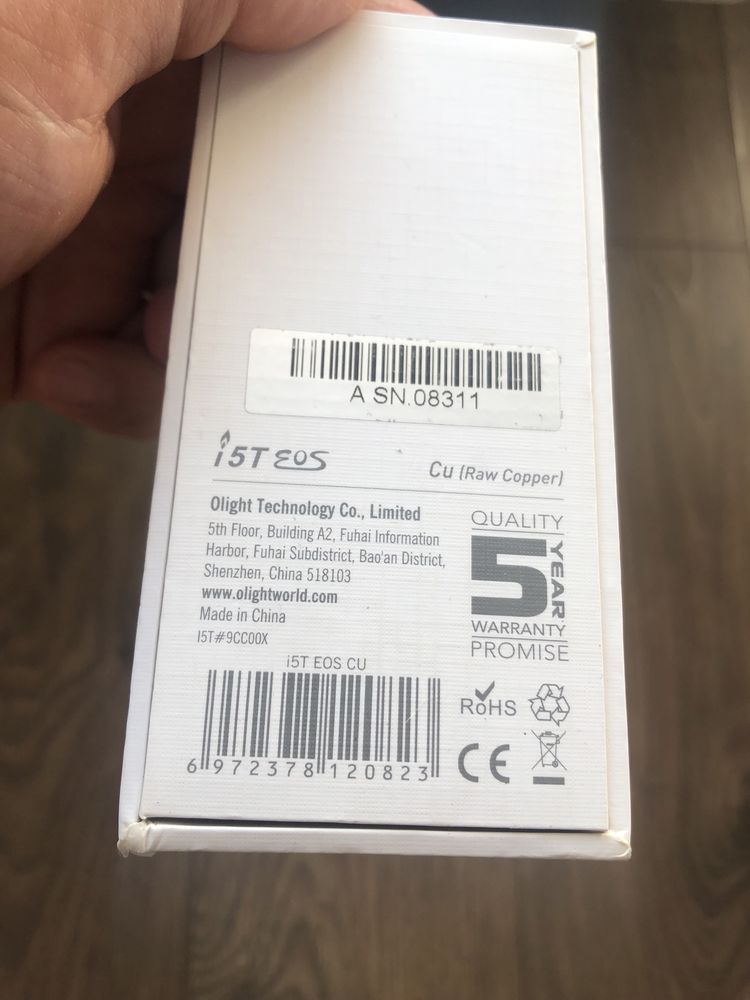 A SN.08311
i5T EOS
Cu (Raw Copper)
Olight Technology Co., Limited
5th Floor, Building A2, Fuhai Information
Harbor, Fuhai Subdistrict, Bao'an District,
Shenzhen, China 518103
www.olightworld.com
Made in China
I5T#9CC00X
QUALITY
5 YEAR
WARRANTY
PROMISE
i5T EOS CU
6 972378 120823
RoHS
CE